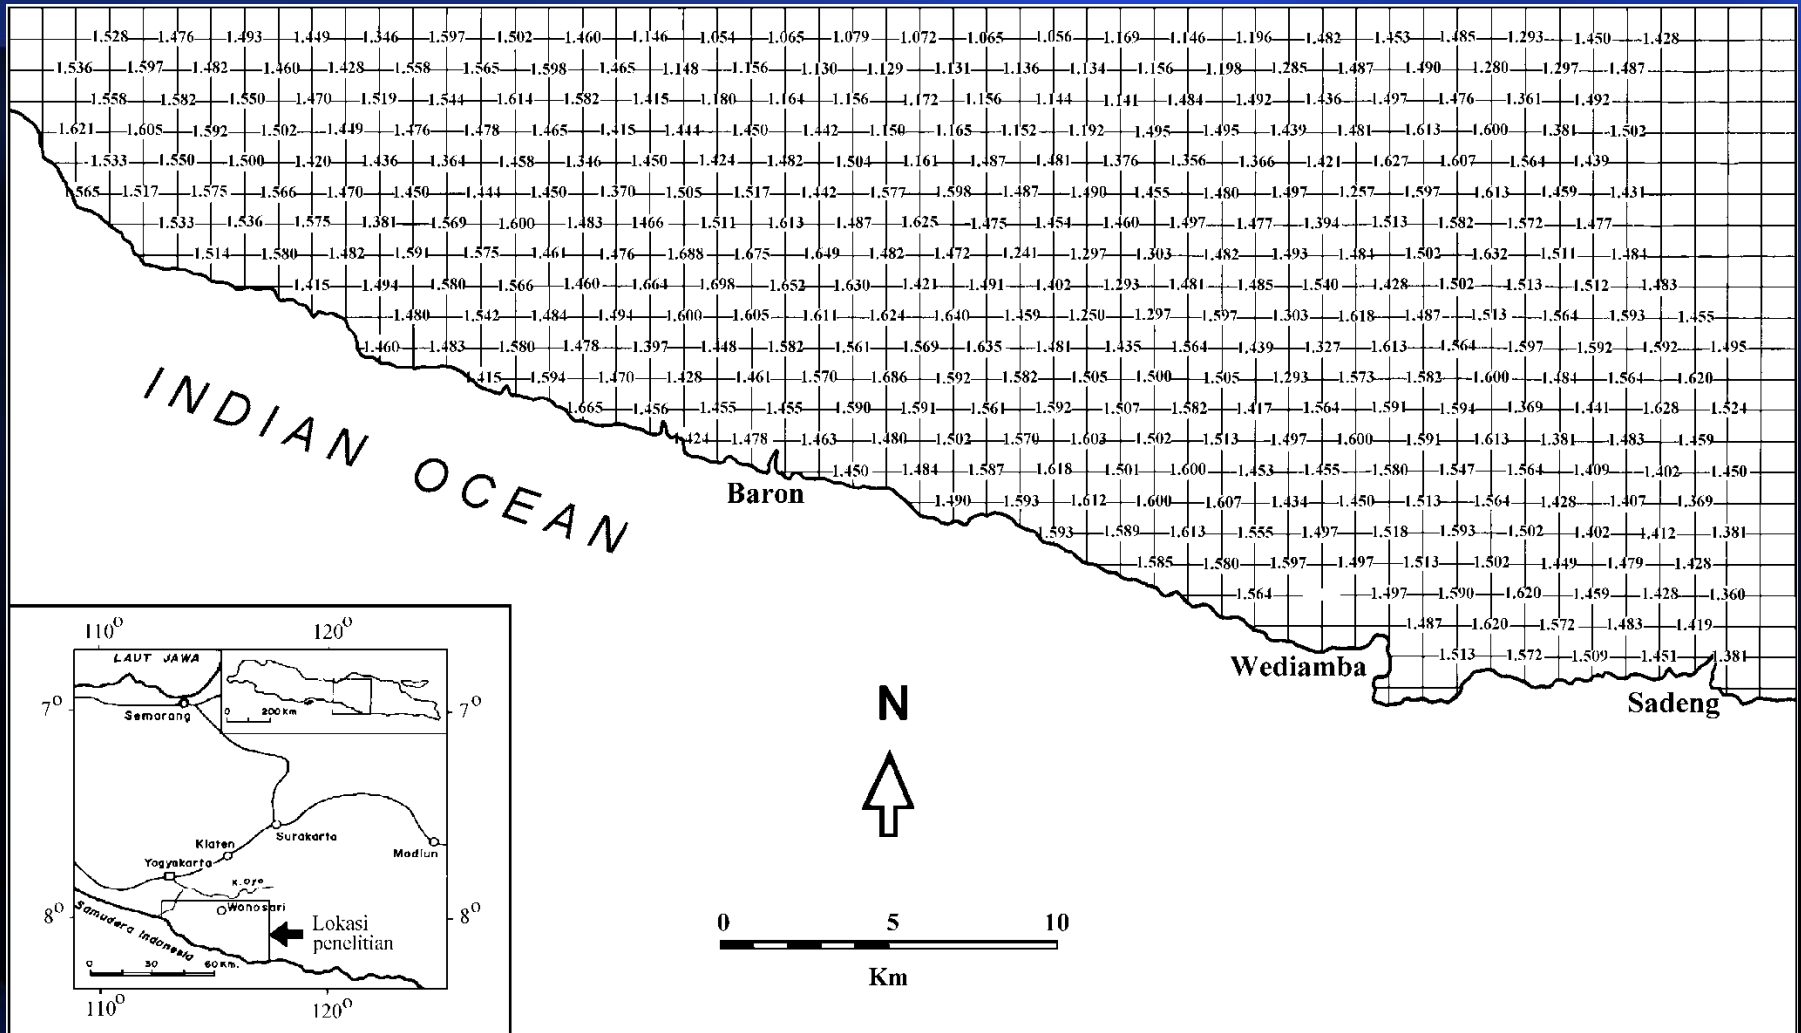 1.528 1.476 1.493 1.449 1.346 1.597 1.502 1.460 1.146 1.054 1.065 1.079 1.072 1.065 1.056 1.169 1.146 1.196 1.482 1.453 1.485 1.293 1.450 1.428
1.536 1.597 1.482 1.460 1.428 1.558 1.565 1.598 1.465 1.148 1.156 1.130 1.129 1.131 1.136 1.134 1.156 1.198 1.285 1.487 1.490 1.280 1.297 1.487
1.558 1.582 1.550 1.470 1.519 1.544 1.614 1.582 1.415 1.180 1.164 1.156 1.172 1.156 1.144 1.141 1.484 1.492 1.436 1.497 1.476 1.361 1.492
1.621 1.605 1.592 1.502 1.449 1.476 1.478 1.465 1.415 1.444 1.450 1.442 1.150 1.165 1.152 1.192 1.495 1.495 1.439 1.481 1.613 1.600 1.381 1.502
1.533 1.550 1.500 1.420 1.436 1.364 1.458 1.346 1.450 1.424 1.482 1.504 1.161 1.487 1.481 1.376 1.356 1.366 1.421 1.627 1.607 1.564 1.439
.565 1.517 1.575 1.566 1.470 1.450 1.444 1.450 1.370 1.505 1.517 1.442 1.577 1.598 1.487 1.490 1.455 1.480 1.497 1.257 1.597 1.613 1.459 1.431
1.533 1.536 1.575 1.381 1.569 1.600 1.483 1.466 1.511 1.613 1.487 1.625 1.475 1.454 1.460 1.497 1.477 1.394 1.513 1.582 1.572 1.477
1.514 1.580 1.482 1.591 1.575 1.461 1.476 1.688 1.675 1.649 1.482 1.472 1.241 1.297 1.303 1.482 1.493 1.484 1.502 1.632 1.511 1.484
1.415 1.494 1.580 1.566 1.460 1.664 1.698 1.652 1.630 1.421 1.491 1.402 1.293 1.481 1.485 1.540 1.428 1.502 1.513 1.512 1.483
1.480 1.542 1.484 1.494 1.600 1.605 1.611 1.624 1.640 1.459 1.250 1.297 1.597 1.303 1.618 1.487 1.513 1.564 1.593 1.455
1.460 1.483 1.580 1.478 1.397 1.448 1.582 1.561 1.569 1.635 1.481 1.435 1.564 1.439 1.327 1.613 1.564 1.597 1.592 1.592 1.495
.415 1.594 1.470 1.428 1.461 1.570 1.686 1.592 1.582 1.505 1.500 1.505 1.293 1.573 1.582 1.600 1.484 1.564 1.620
1.665 1.456 1.455 1.455 1.590 1.591 1.561 1.592 1.507 1.582 1.417 1.564 1.591 1.594 1.369 1.441 1.628 1.524
.424 1.478 1.463 1.480 1.502 1.570 1.603 1.502 1.513 1.497 1.600 1.591 1.613 1.381 1.483 1.459
1.450 1.484 1.587 1.618 1.501 1.600 1.453 1.455 1.580 1.547 1.564 1.409 1.402 1.450
1.490 1.593 1.612 1.600 1.607 1.434 1.450 1.513 1.564 1.428 1.407 1.369
1.593 1.589 1.613 1.555 1.497 1.518 1.593 1.502 1.402 1.412 1.381
1.585 1.580 1.597 1.497 1.513 1.502 1.449 1.479 1.428
1.564 1.497 1.590 1.620 1.459 1.428 1.360
1.487 1.620 1.572 1.483 1.419
1.513 1.572 1.509 1.451 1.381
INDIAN OCEAN
Baron
Wediamba
Sadeng
N
0 5 10
Km
110° 120°
LAUT JAWA
Semarang
0 200 km
7° 7°
Surakarta
Klaten
Madiun
Yogyakarta
K. Oyo
Wonosari
8° 8°
Samudera Indonesia
Lokasi
penelitian
0 30 60 Km.
110° 120°